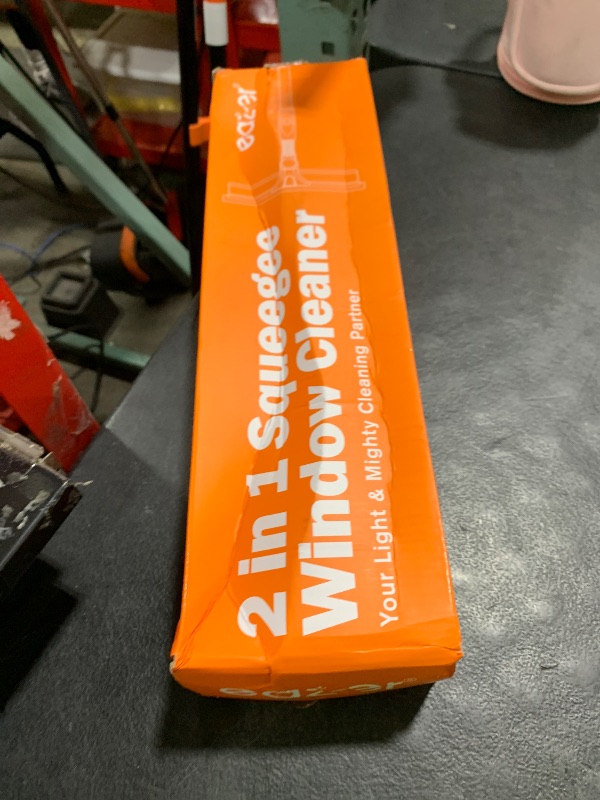 eazer
2 in 1 Squeegee
Window Cleaner
Your Light & Mighty Cleaning Partner
eazer